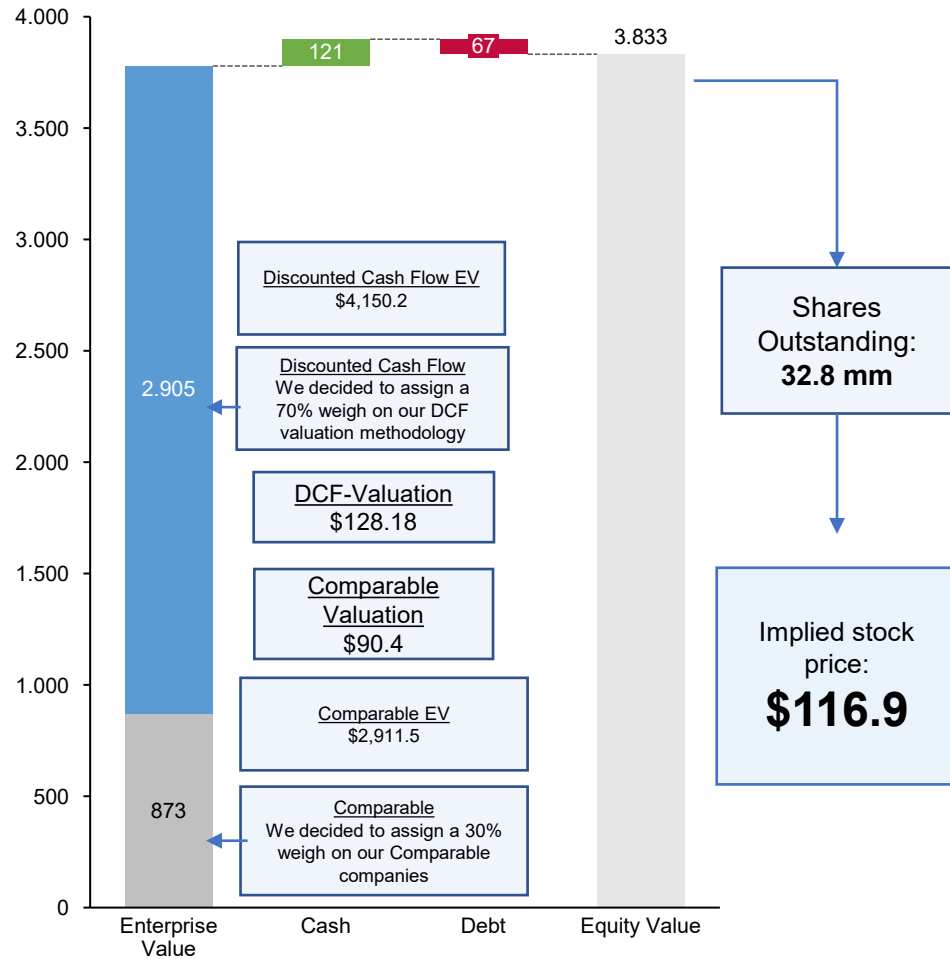 4.000
3.500
3.000
2.500
2.000
1.500
1.000
500
0
121
67
3.833
2.905
873
Discounted Cash Flow EV
$4,150.2
Discounted Cash Flow
We decided to assign a
70% weigh on our DCF
valuation methodology
DCF-Valuation
$128.18
Comparable
Valuation
$90.4
Comparable EV
$2,911.5
Comparable
We decided to assign a 30%
weigh on our Comparable
companies
Shares
Outstanding:
32.8 mm
Implied stock
price:
$116.9
Enterprise
Value
Cash
Debt
Equity Value